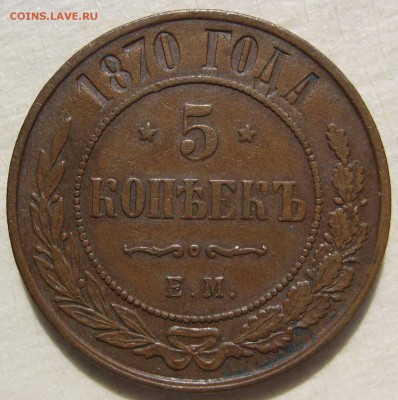 COINS.LAVE.RU
1870 ГОДА
* 5 *
КОПѢЕКЪ
Е.М.